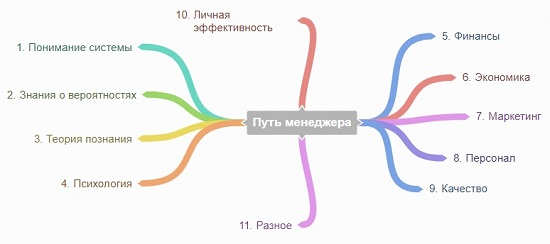 10. Личная
эффективность
1. Понимание системы
2. Знания о вероятностях
3. Теория познания
4. Психология
Путь менеджера
5. Финансы
6. Экономика
7. Маркетинг
8. Персонал
9. Качество
11. Разное